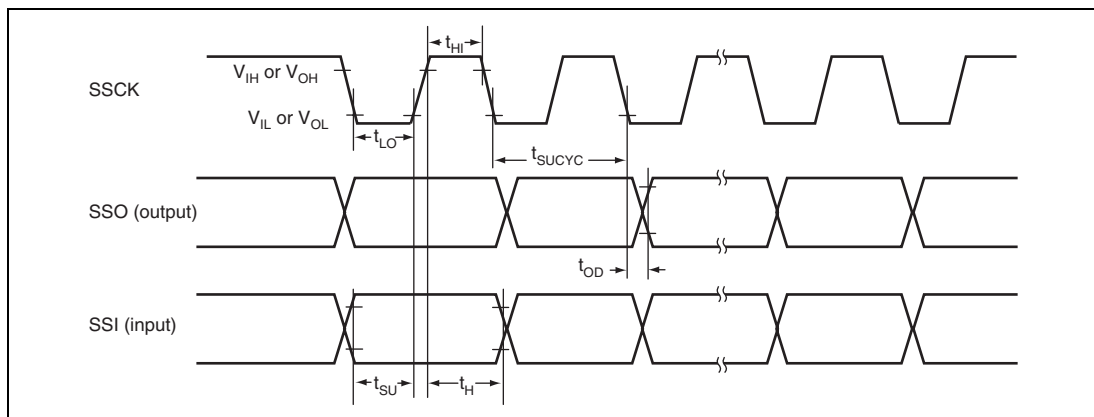 tHI
VIH or VOH
SSCK
VIL or VOL
tLO
tSUCYC
SSO (output)
tOD
SSI (input)
tSU
tH